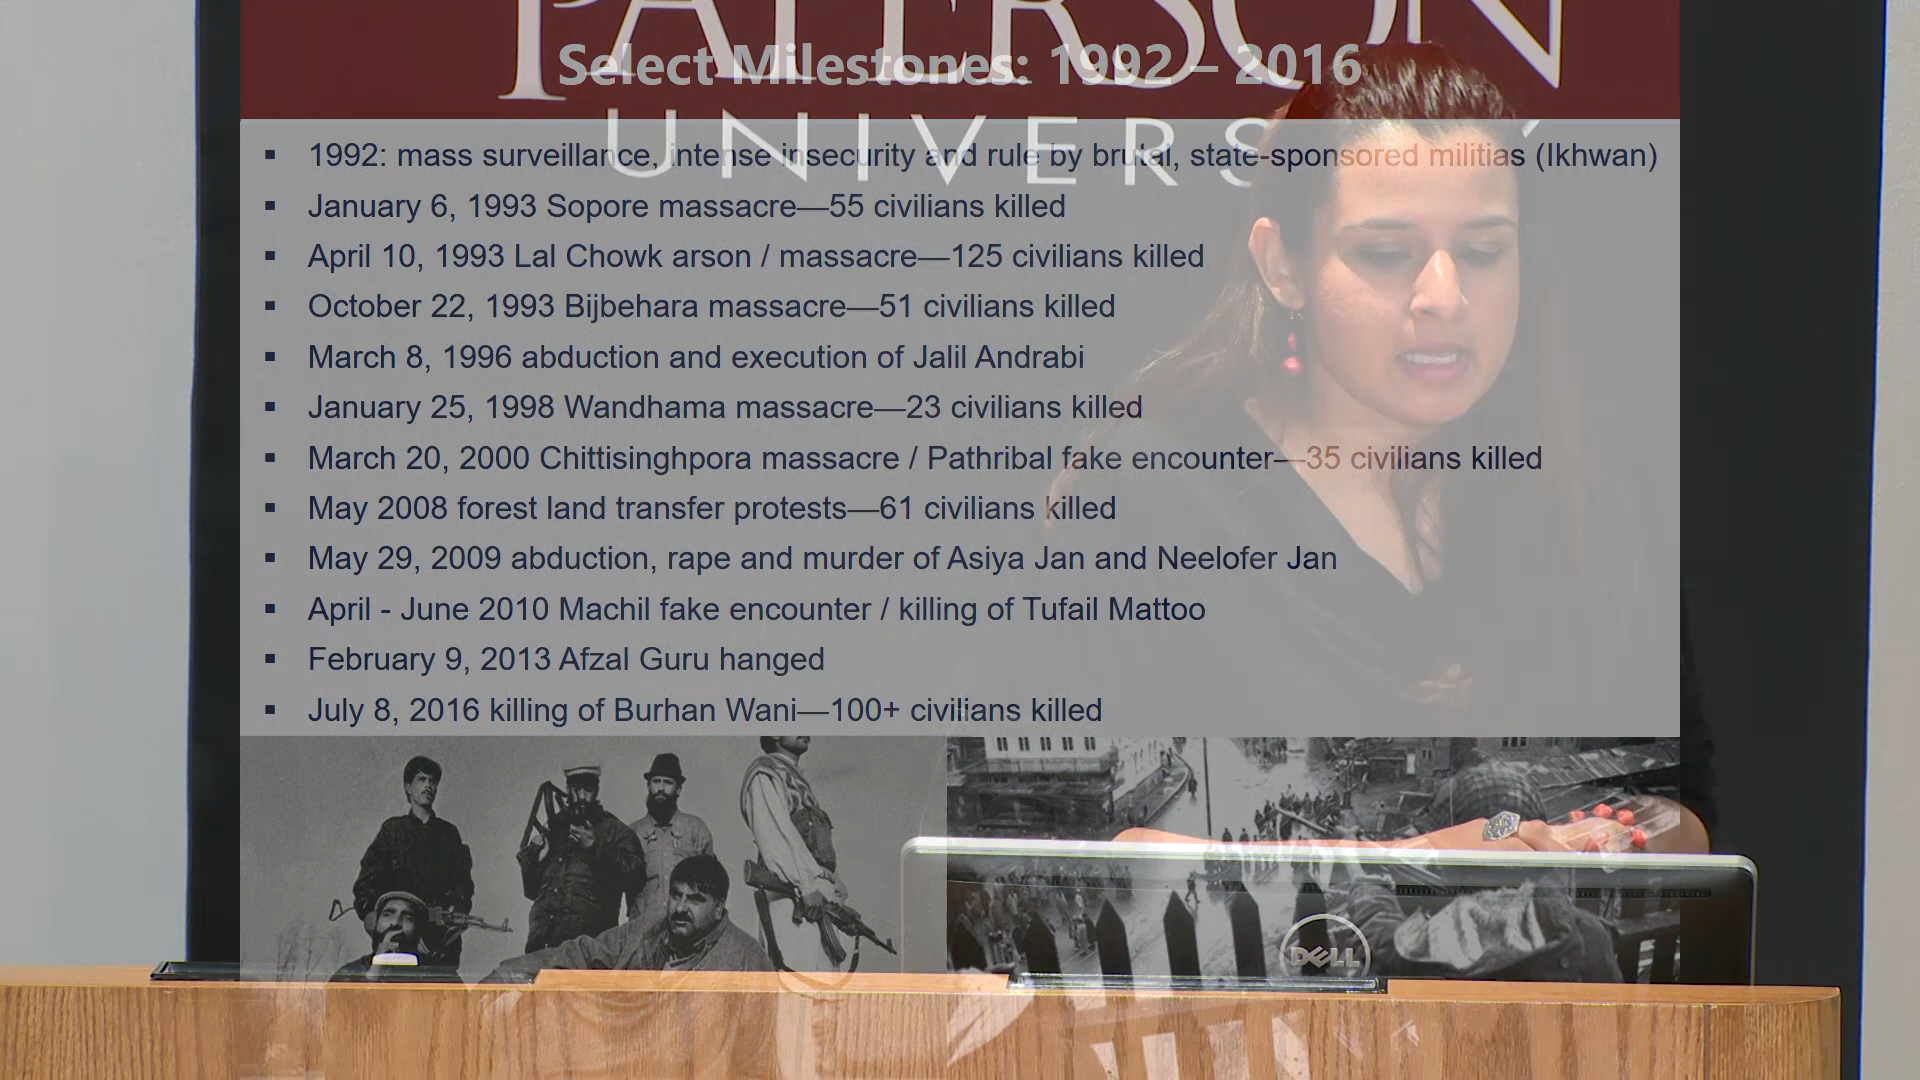 PATERSON
Select Milestones: 1992 – 2016
UNIVERS
▪ 1992: mass surveillance, intense insecurity and rule by brutal, state-sponsored militias (Ikhwan)
▪ January 6, 1993 Sopore massacre—55 civilians killed
▪ April 10, 1993 Lal Chowk arson / massacre—125 civilians killed
▪ October 22, 1993 Bijbehara massacre—51 civilians killed
▪ March 8, 1996 abduction and execution of Jalil Andrabi
▪ January 25, 1998 Wandhama massacre—23 civilians killed
▪ March 20, 2000 Chittisinghpora massacre / Pathribal fake encounter—35 civilians killed
▪ May 2008 forest land transfer protests—61 civilians killed
▪ May 29, 2009 abduction, rape and murder of Asiya Jan and Neelofer Jan
▪ April - June 2010 Machil fake encounter / killing of Tufail Mattoo
▪ February 9, 2013 Afzal Guru hanged
▪ July 8, 2016 killing of Burhan Wani—100+ civilians killed
DELL